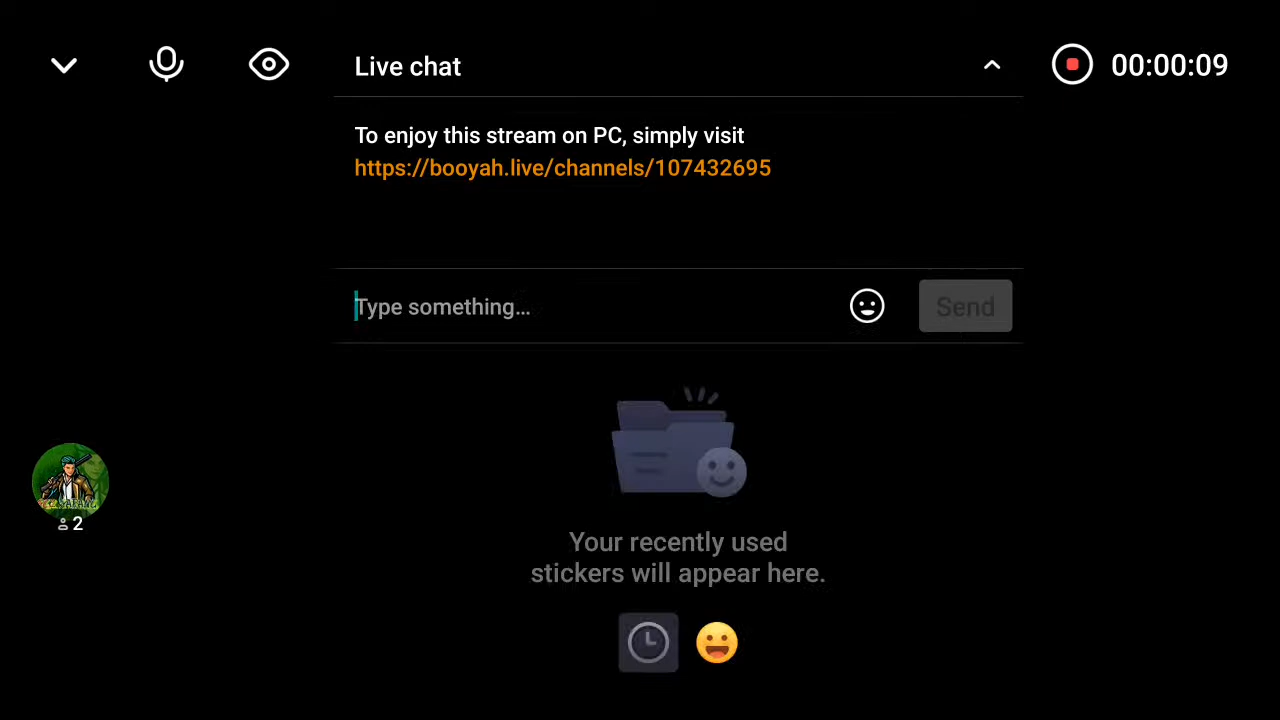 Live chat
00:00:09
To enjoy this stream on PC, simply visit
https://booyah.live/channels/107432695
Type something...
Send
2
Your recently used
stickers will appear here.